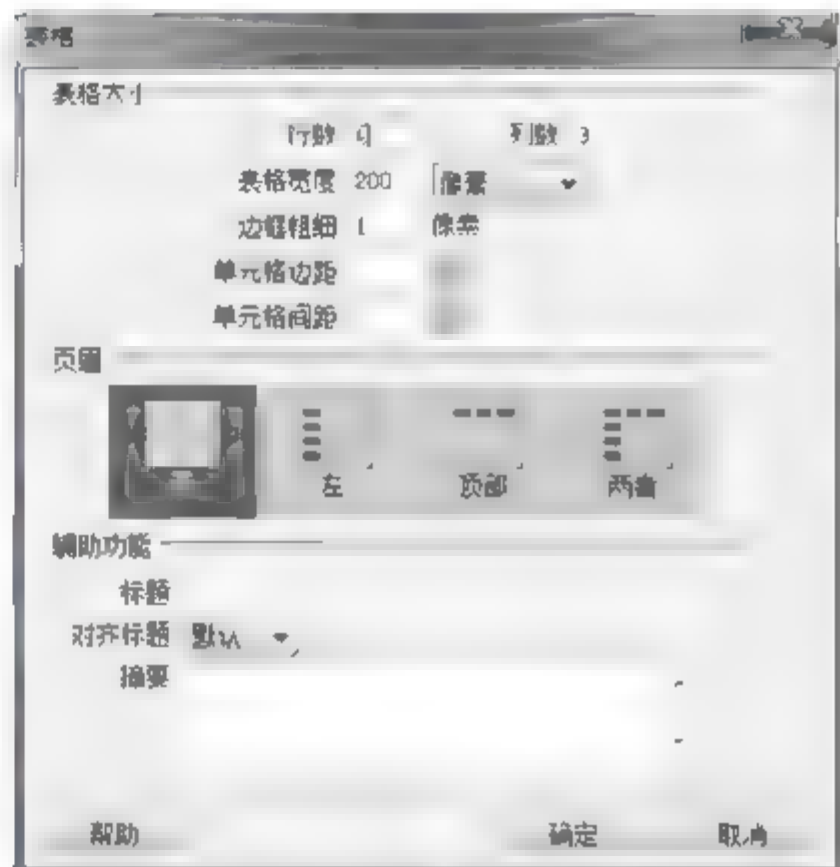 表格
表格大小
行数 列数 3
表格宽度 200 像素
边框粗细 1 像素
单元格边距
单元格间距
页眉
左 顶部 两者
辅助功能
标题
对齐标题 默认
摘要
帮助 确定 取消